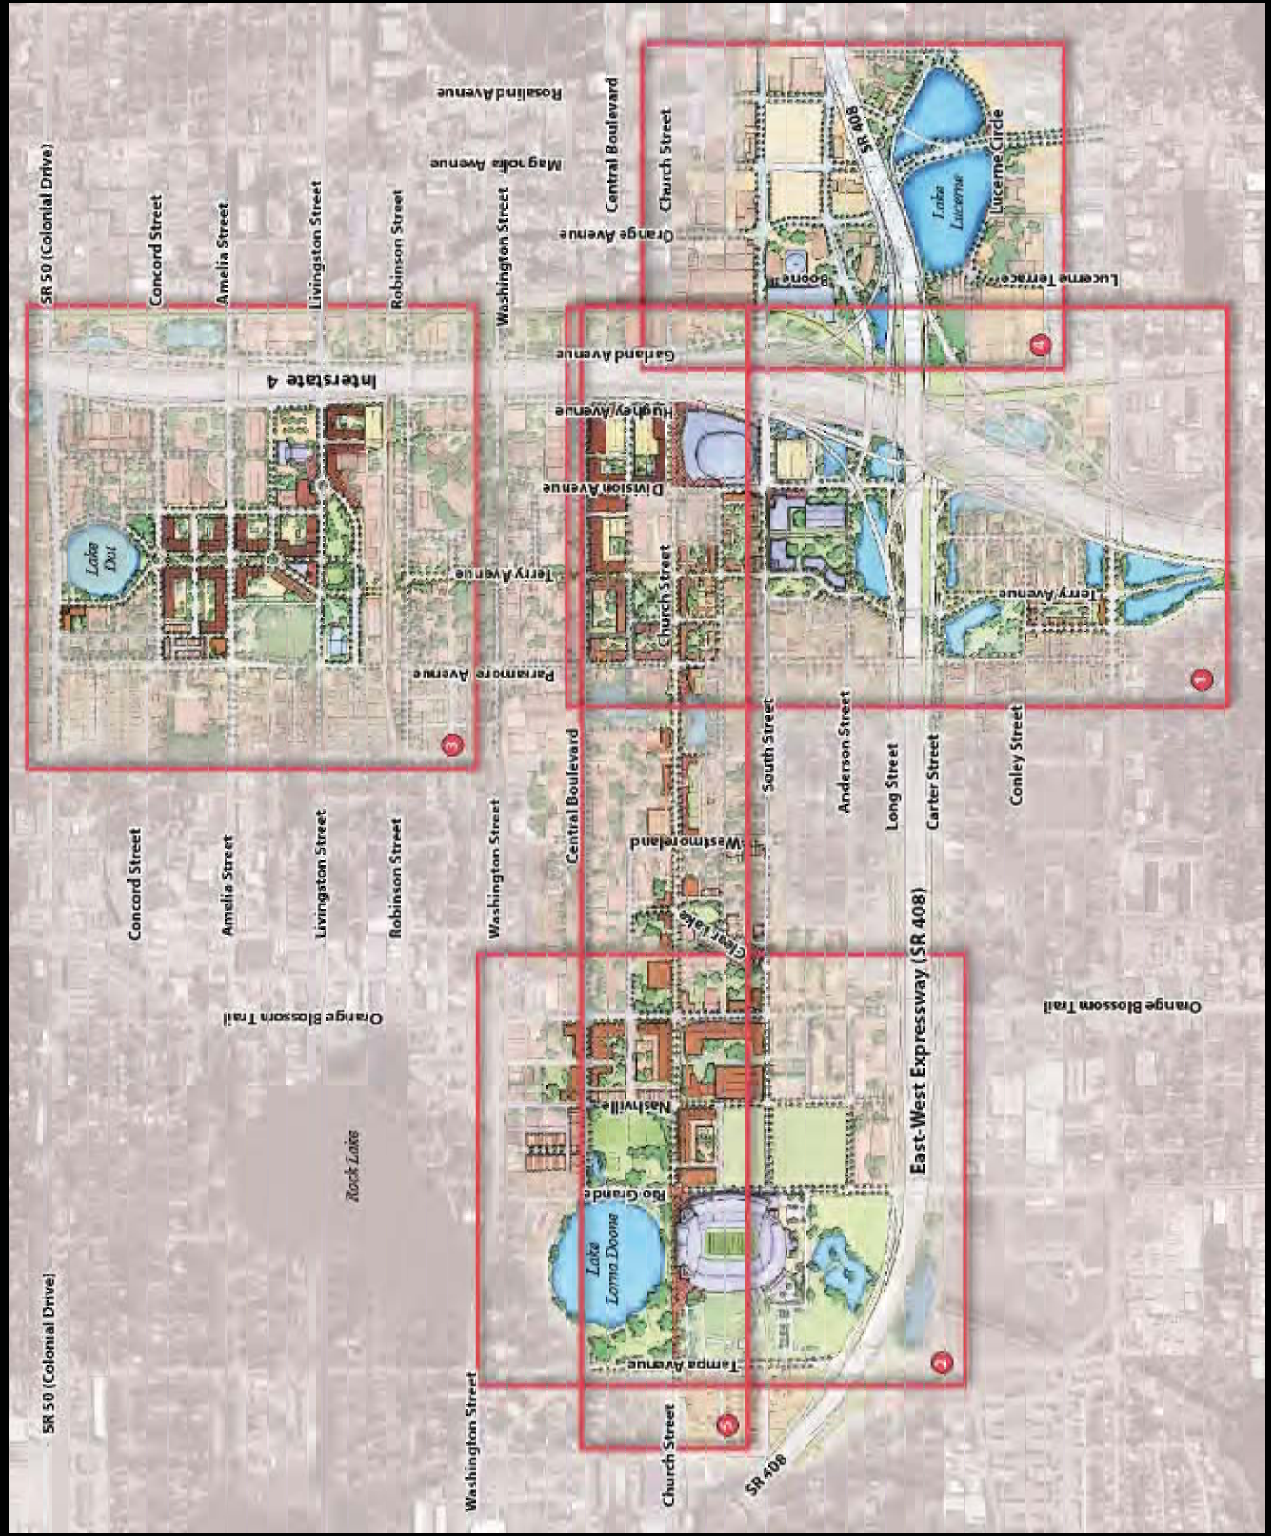 SR 50 (Colonial Drive)
Concord Street
Amelia Street
Livingston Street
Robinson Street
Washington Street
Central Boulevard
Church Street
Rosalind Avenue
Magnolia Avenue
Orange Avenue
Garland Avenue
Interstate 4
Hughey Avenue
Division Avenue
Terry Avenue
Parramore Avenue
Lake
Dot
3
SR 408
Lake
Lucerne
Lucerne Circle
Lucerne Terrace
Boone
4
Church Street
Terry Avenue
1
Concord Street
Amelia Street
Livingston Street
Robinson Street
Washington Street
Central Boulevard
South Street
Anderson Street
Long Street
Carter Street
Conley Street
Westmoreland
Clear Lake
Orange Blossom Trail
Orange Blossom Trail
East-West Expressway (SR 408)
Rock Lake
Nashville
Rio Grande
Lake
Lorna Doone
Tampa Avenue
2
5
SR 50 (Colonial Drive)
Washington Street
Church Street
SR 408